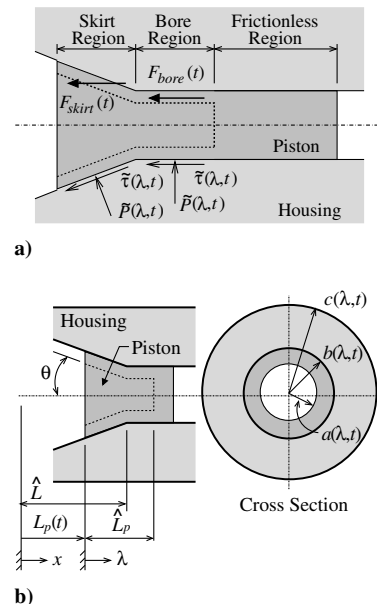 Skirt Region
Bore Region
Frictionless Region
F_bore(t)
F_skirt(t)
Piston
τ̃(λ,t)
τ̃(λ,t)
P̃(λ,t)
P̃(λ,t)
Housing
a)
Housing
Piston
θ
c(λ,t)
b(λ,t)
a(λ,t)
L̂
Cross Section
L_p(t)
L̂_p
x
λ
b)